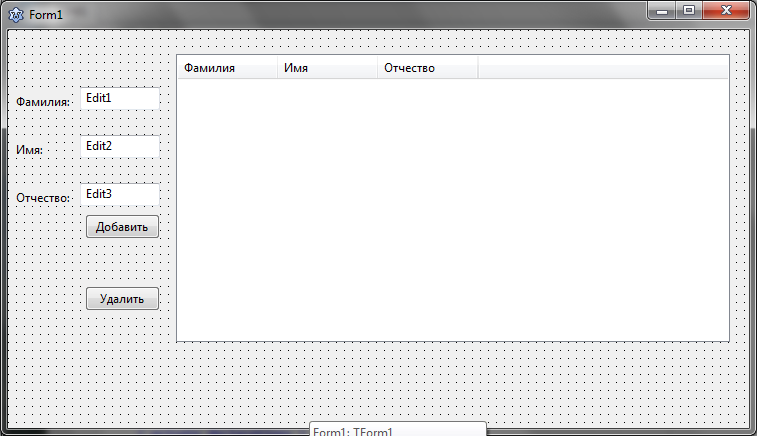 Form1
Фамилия Имя Отчество
Фамилия: Edit1
Имя: Edit2
Отчество: Edit3
Добавить
Удалить
Form1: TForm1